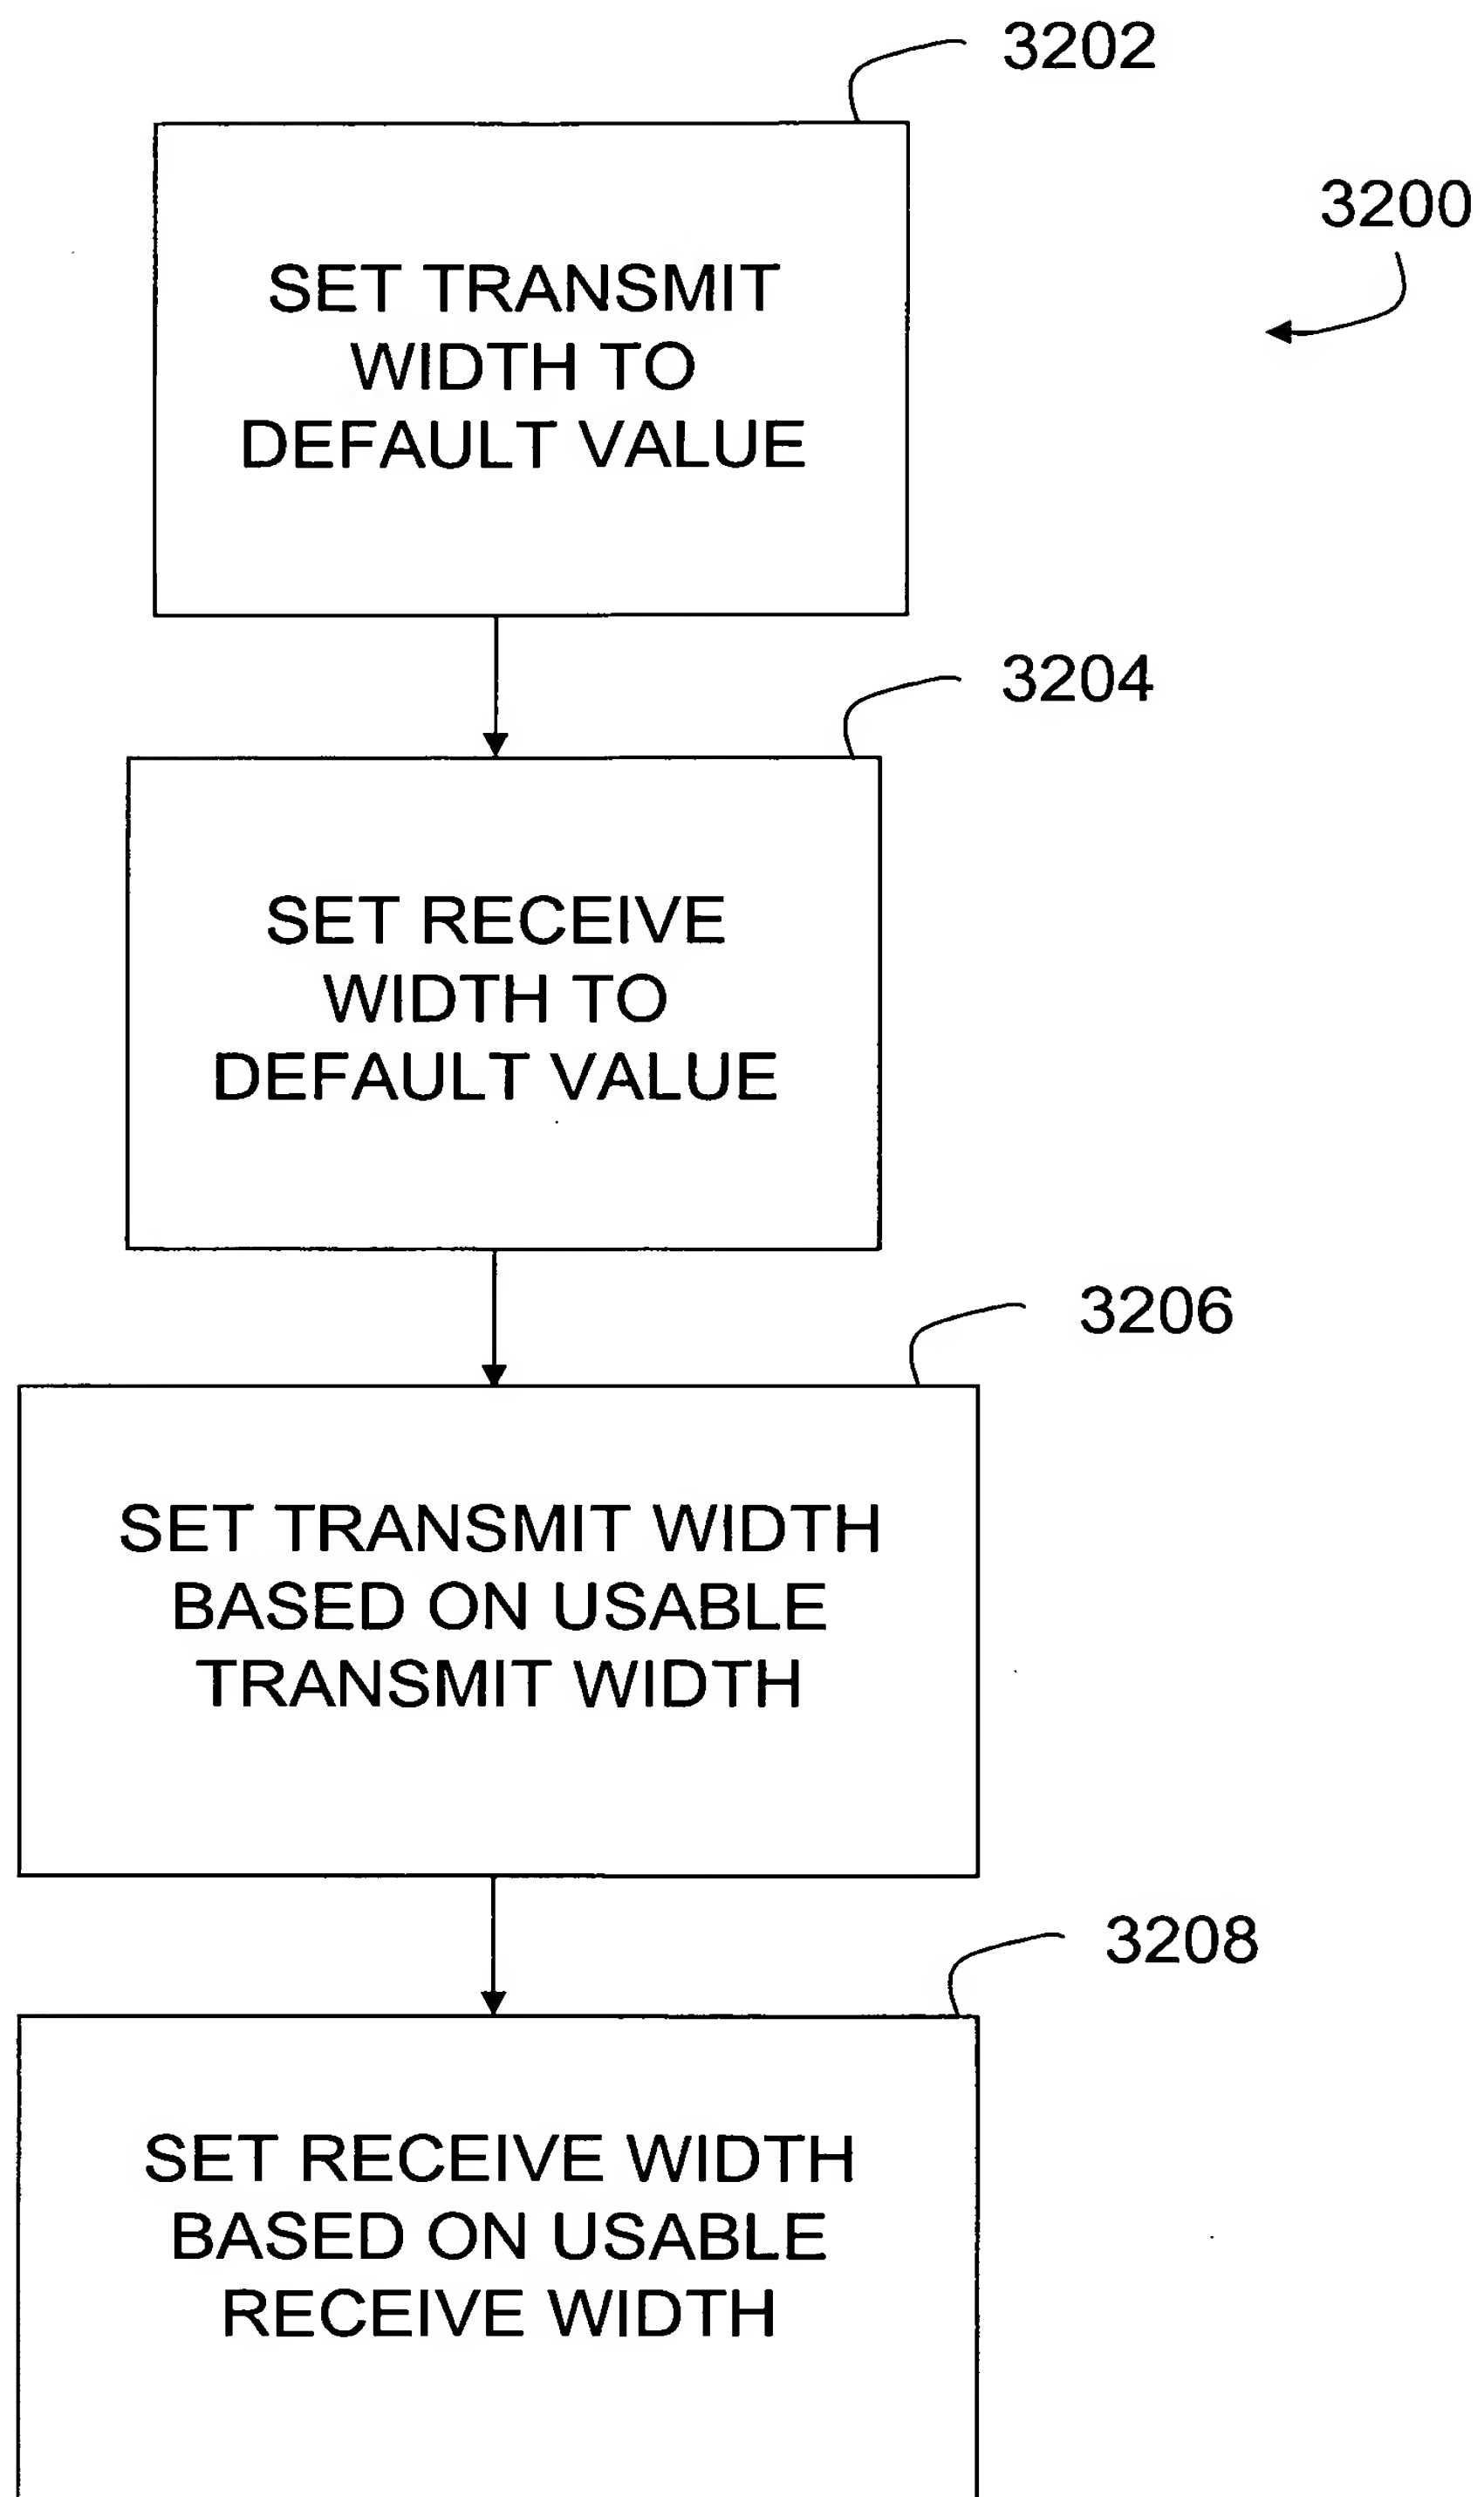 3202
3200
SET TRANSMIT
WIDTH TO
DEFAULT VALUE
3204
SET RECEIVE
WIDTH TO
DEFAULT VALUE
3206
SET TRANSMIT WIDTH
BASED ON USABLE
TRANSMIT WIDTH
3208
SET RECEIVE WIDTH
BASED ON USABLE
RECEIVE WIDTH